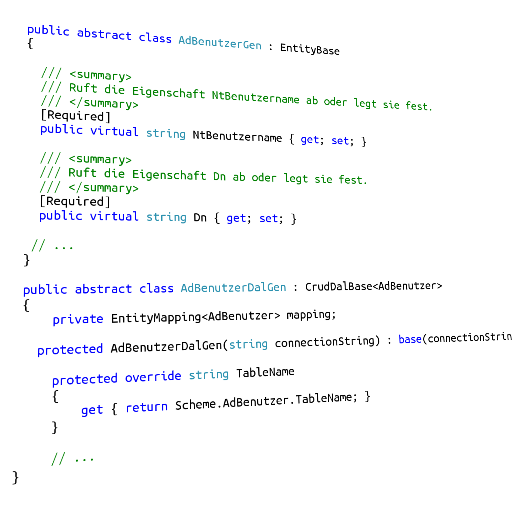 public abstract class AdBenutzerGen : EntityBase
{
/// <summary>
/// Ruft die Eigenschaft NtBenutzername ab oder legt sie fest.
/// </summary>
[Required]
public virtual string NtBenutzername { get; set; }
/// <summary>
/// Ruft die Eigenschaft Dn ab oder legt sie fest.
/// </summary>
[Required]
public virtual string Dn { get; set; }
// ...
}
public abstract class AdBenutzerDalGen : CrudDalBase<AdBenutzer>
{
private EntityMapping<AdBenutzer> mapping;
protected AdBenutzerDalGen(string connectionString) : base(connectionStrin
protected override string TableName
{
get { return Scheme.AdBenutzer.TableName; }
}
// ...
}